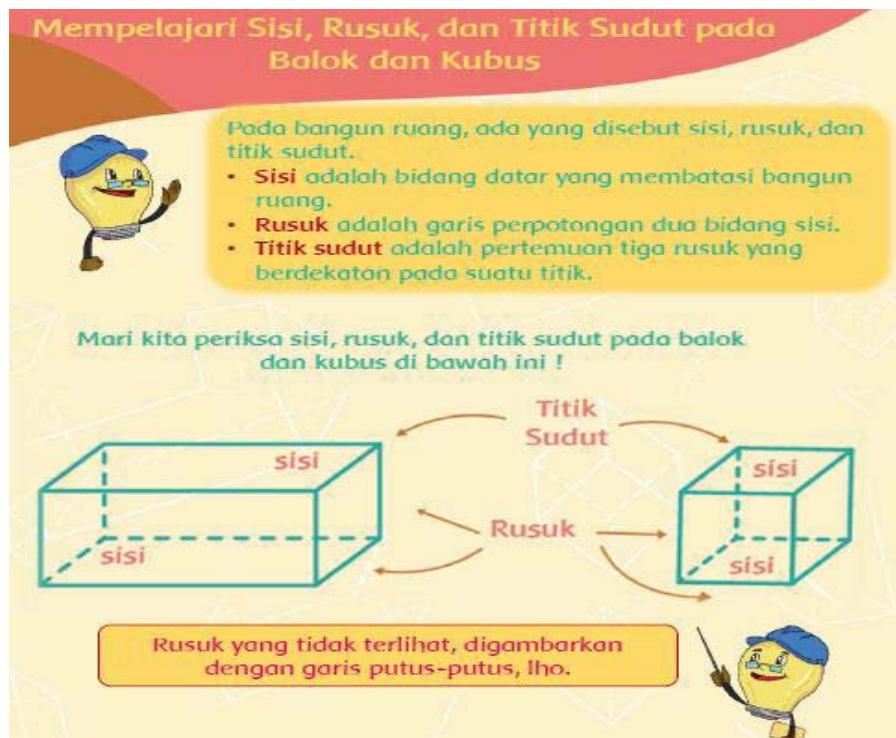 Mempelajari Sisi, Rusuk, dan Titik Sudut pada
Balok dan Kubus
Pada bangun ruang, ada yang disebut sisi, rusuk, dan
titik sudut.
• Sisi adalah bidang datar yang membatasi bangun
ruang.
• Rusuk adalah garis perpotongan dua bidang sisi.
• Titik sudut adalah pertemuan tiga rusuk yang
berdekatan pada suatu titik.
Mari kita periksa sisi, rusuk, dan titik sudut pada balok
dan kubus di bawah ini !
Titik
Sudut
sisi
sisi
Rusuk
sisi
sisi
Rusuk yang tidak terlihat, digambarkan
dengan garis putus-putus, lho.